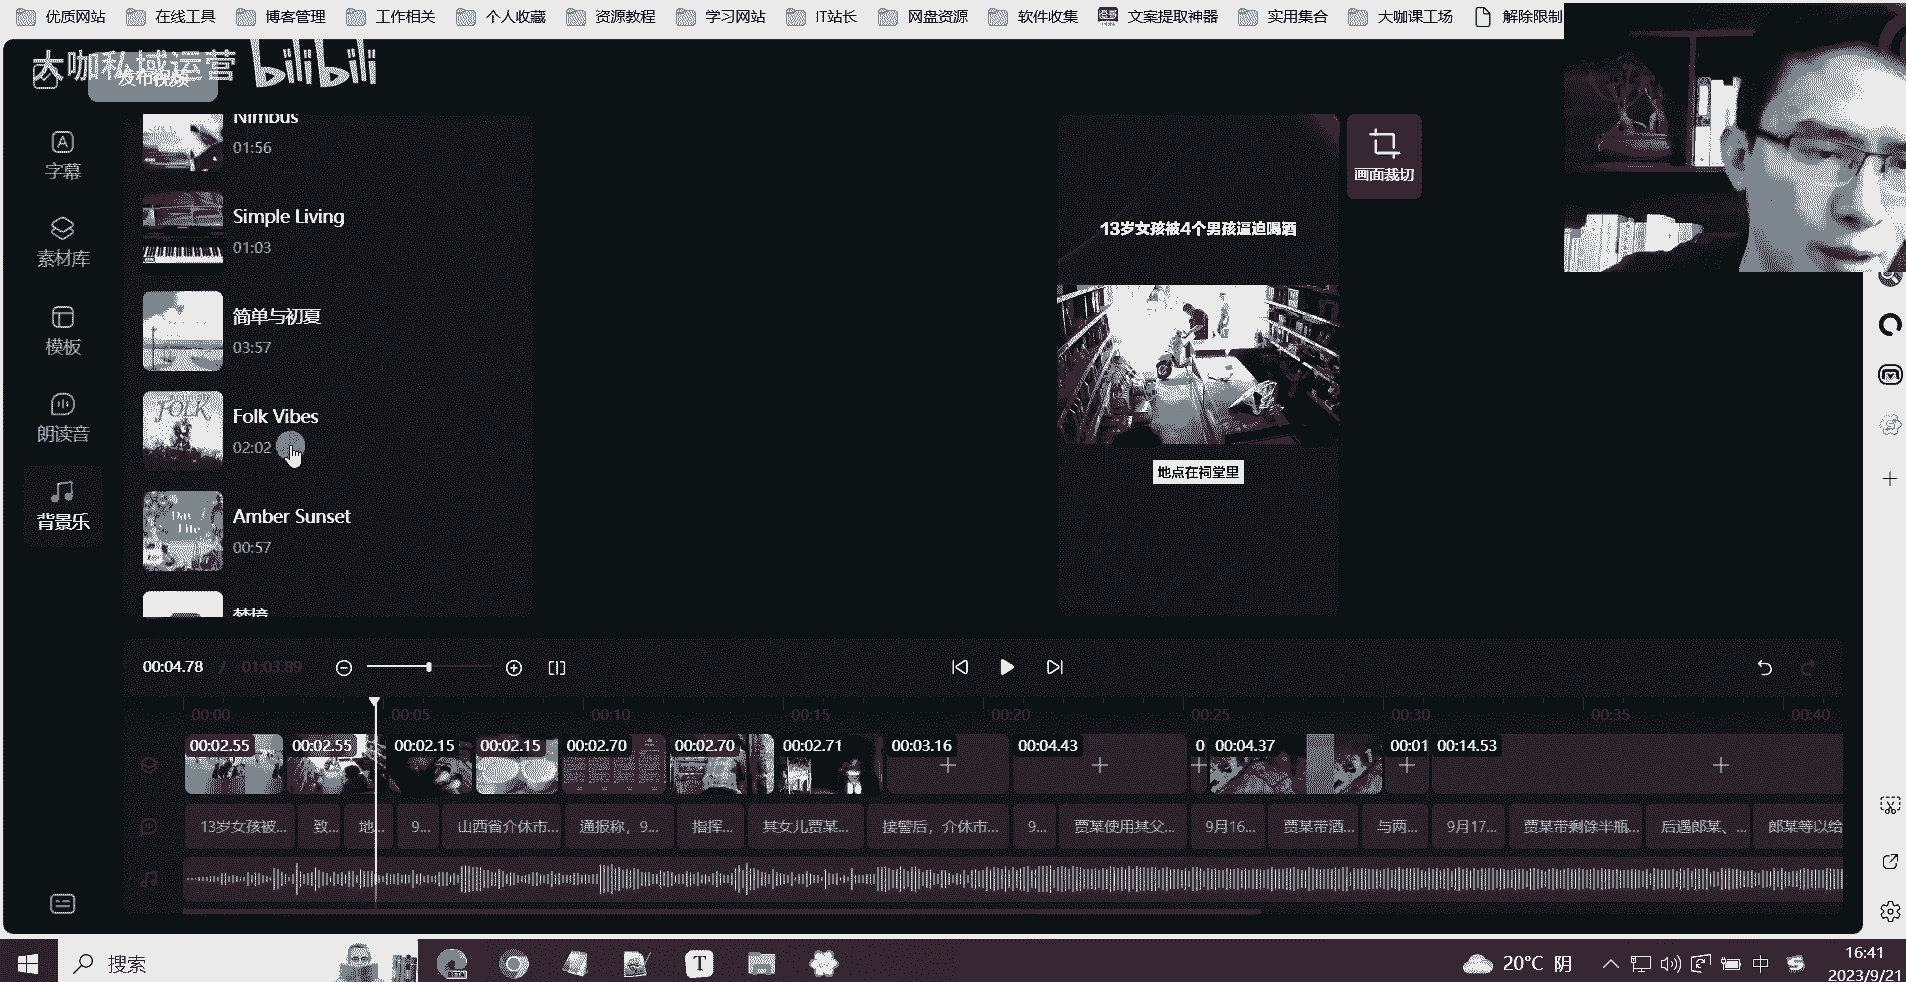 优质网站 在线工具 博客管理 工作相关 个人收藏 资源教程 学习网站 IT站长 网盘资源 软件收集 文案提取神器 实用集合 大咖课工场 解除限制
大咖私域运营 bilibili
发布视频
字幕
素材库
模板
朗读音
背景乐
Nimbus
01:56
Simple Living
01:03
简单与初夏
03:57
FOLK
Folk Vibes
02:02
Amber Sunset
00:57
梦境
画面裁切
13岁女孩被4个男孩逼迫喝酒
地点在祠堂里
00:04.78 / 01:03.89
00:00 00:05 00:10 00:15 00:20 00:25 00:30 00:35 00:40
00:02.55 00:02.55 00:02.15 00:02.15 00:02.70 00:02.70 00:02.71 00:03.16 00:04.43 0 00:04.37 00:01 00:14.53
13岁女孩被... 致... 地... 9... 山西省介休市... 通报称，9... 指挥... 其女儿贾某... 接警后，介休市... 9... 贾某使用其父... 9月16... 贾某带酒... 与两... 9月17... 贾某带剩余半瓶... 后遇郎某、... 郎某等以给
搜索
T
20°C 阴
中
16:41
2023/9/21